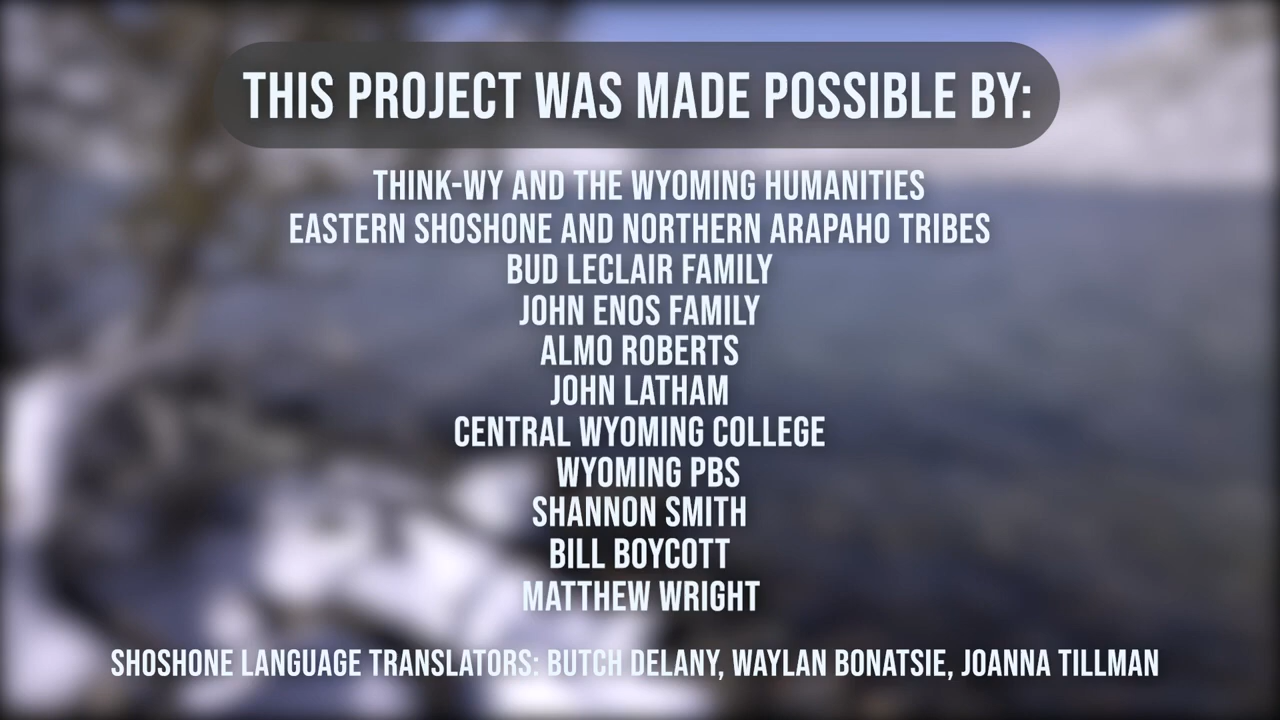 THIS PROJECT WAS MADE POSSIBLE BY:
THINK-WY AND THE WYOMING HUMANITIES
EASTERN SHOSHONE AND NORTHERN ARAPAHO TRIBES
BUD LECLAIR FAMILY
JOHN ENOS FAMILY
ALMO ROBERTS
JOHN LATHAM
CENTRAL WYOMING COLLEGE
WYOMING PBS
SHANNON SMITH
BILL BOYCOTT
MATTHEW WRIGHT
SHOSHONE LANGUAGE TRANSLATORS: BUTCH DELANY, WAYLAN BONATSIE, JOANNA TILLMAN